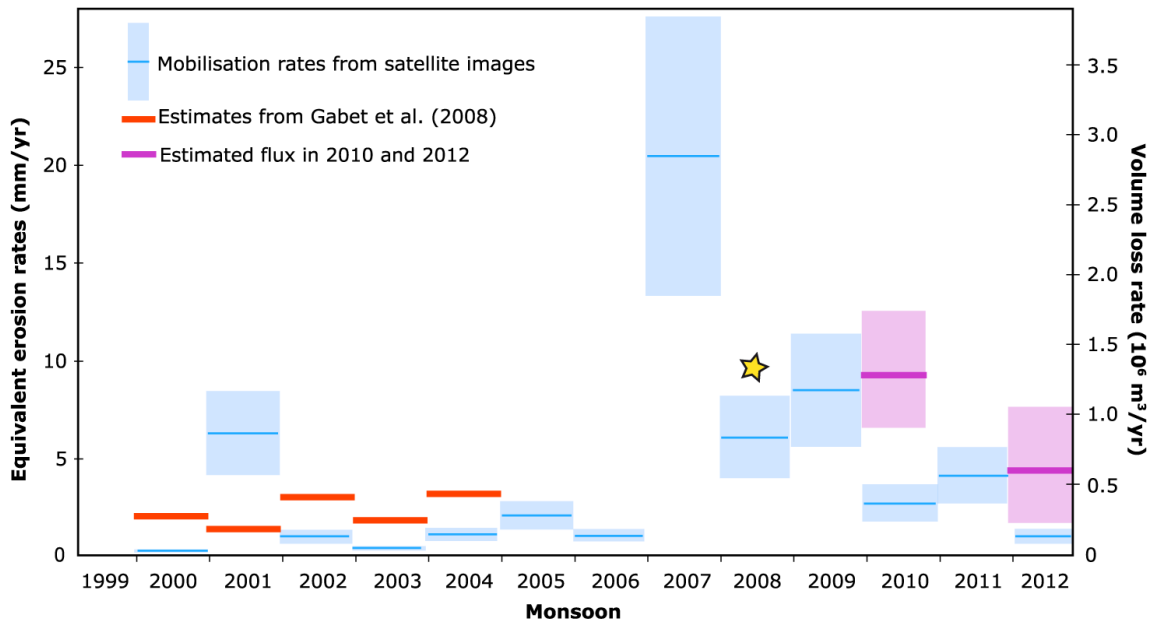 Mobilisation rates from satellite images
Estimates from Gabet et al. (2008)
Estimated flux in 2010 and 2012
Equivalent erosion rates (mm/yr)
25
20
15
10
5
0
Volume loss rate (10⁶ m³/yr)
3.5
3.0
2.5
2.0
1.5
1.0
0.5
0
1999 2000 2001 2002 2003 2004 2005 2006 2007 2008 2009 2010 2011 2012
Monsoon